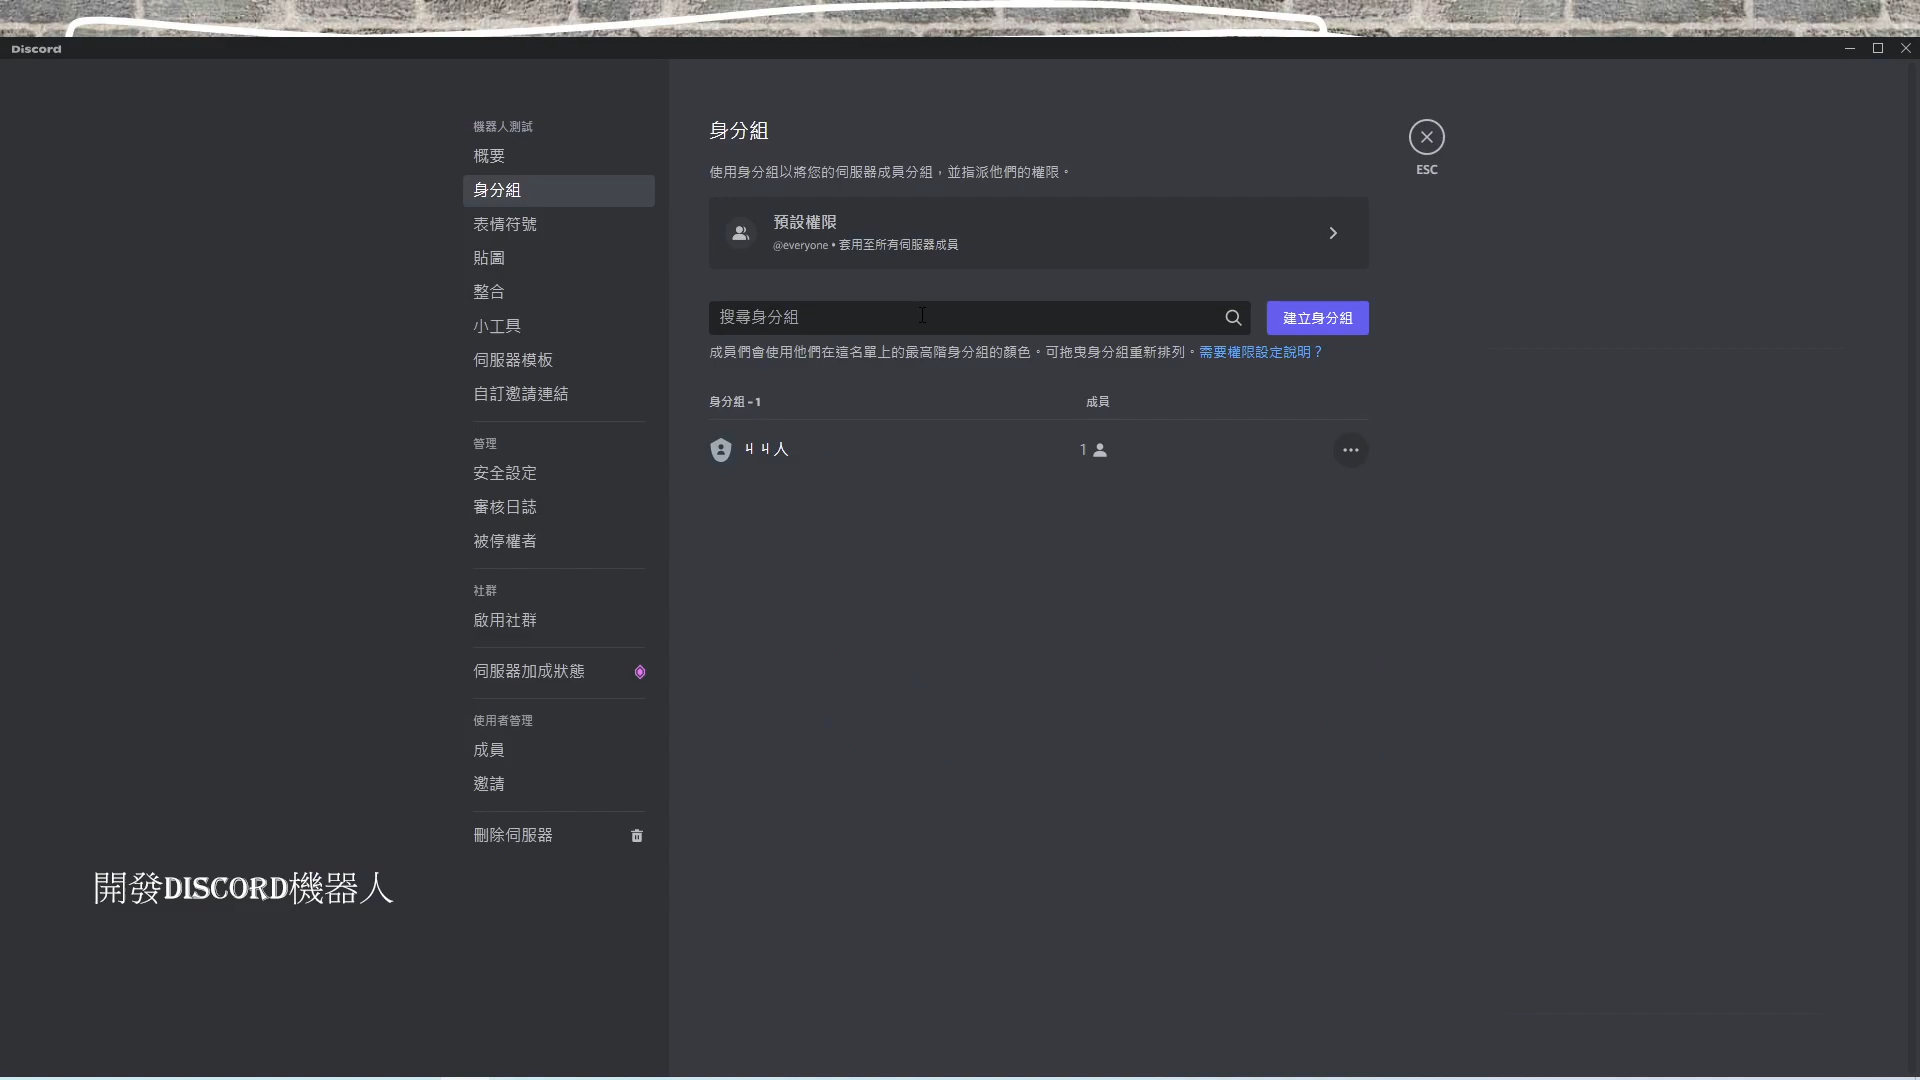 Discord
機器人測試
概要
身分組
表情符號
貼圖
整合
小工具
伺服器模板
自訂邀請連結
管理
安全設定
審核日誌
被停權者
社群
啟用社群
伺服器加成狀態
使用者管理
成員
邀請
刪除伺服器
身分組
使用身分組以將您的伺服器成員分組，並指派他們的權限。
預設權限
@everyone • 套用至所有伺服器成員
搜尋身分組
建立身分組
成員們會使用他們在這名單上的最高階身分組的顏色。可拖曳身分組重新排列。需要權限設定說明？
身分組 – 1 成員
ㄐㄐ人 1
ESC
開發DISCORD機器人